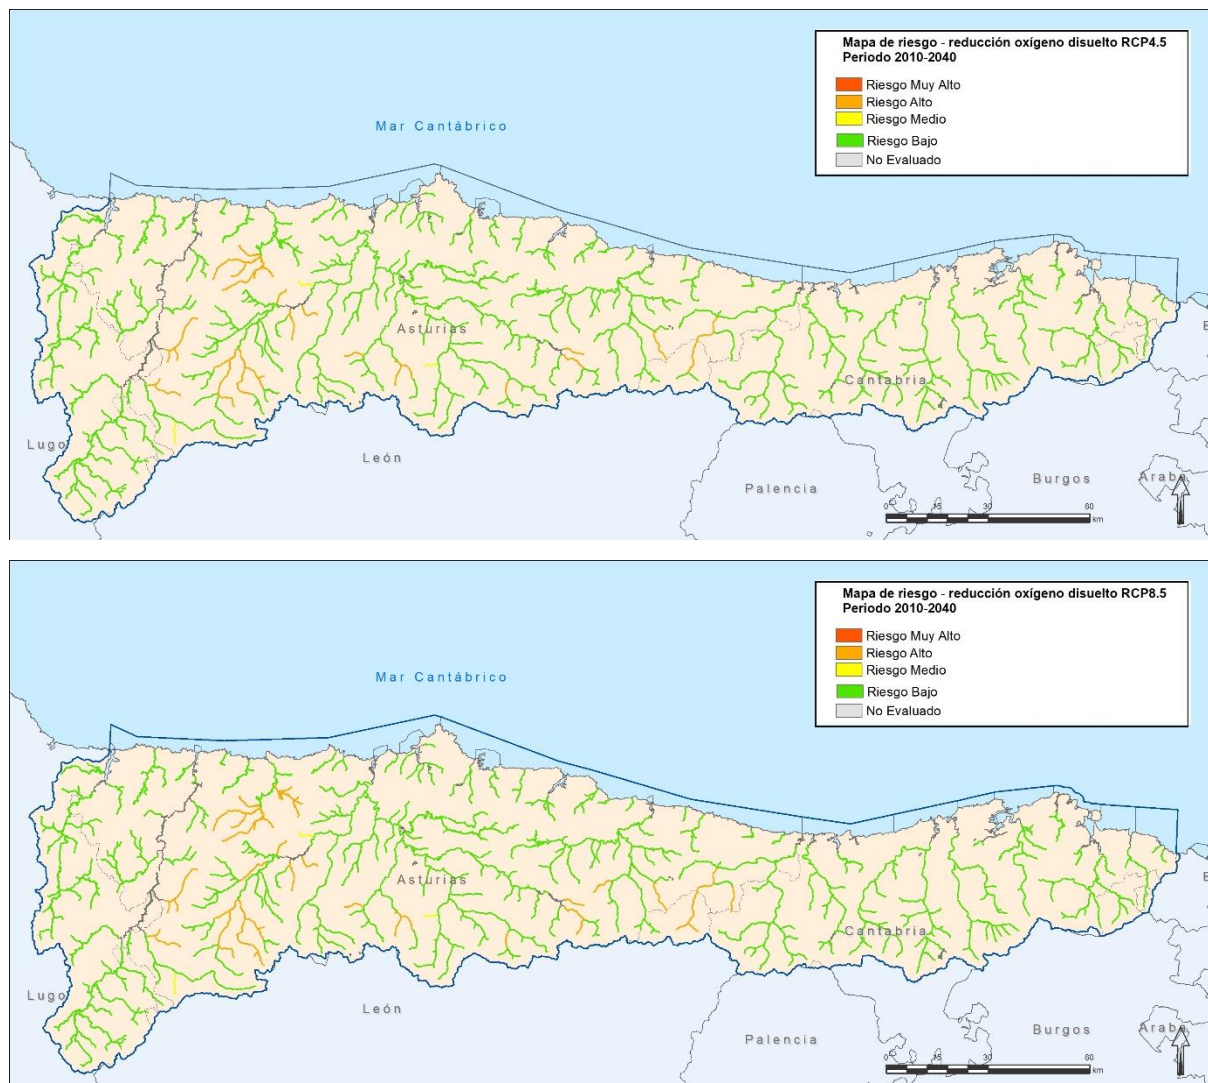 Mapa de riesgo - reducción oxígeno disuelto RCP4.5
Periodo 2010-2040
Riesgo Muy Alto
Riesgo Alto
Riesgo Medio
Riesgo Bajo
No Evaluado
Mar Cantábrico
Asturias
Cantabria
Lugo
León
Palencia
Burgos
Araba
0 15 30 60
km
Mapa de riesgo - reducción oxígeno disuelto RCP8.5
Periodo 2010-2040
Riesgo Muy Alto
Riesgo Alto
Riesgo Medio
Riesgo Bajo
No Evaluado
Mar Cantábrico
Asturias
Cantabria
Lugo
León
Palencia
Burgos
Araba
0 15 30 60
km